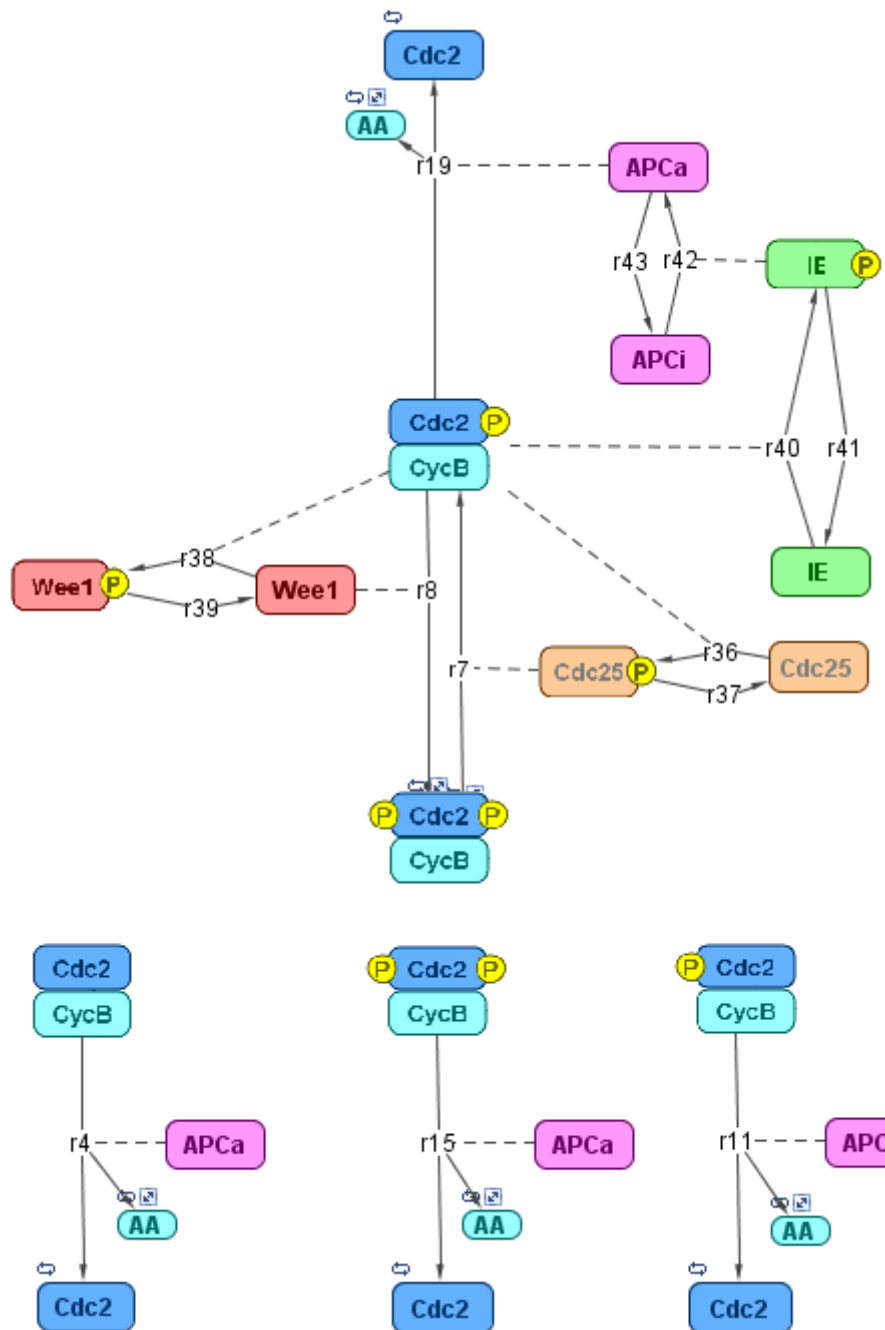 Cdc2
AA
r19
APCa
r43
r42
IE
P
APCi
Cdc2
P
CycB
r40
r41
r38
Wee1
P
Wee1
r39
r8
IE
r36
r7
Cdc25
P
Cdc25
r37
P
Cdc2
P
CycB
Cdc2
P
Cdc2
P
P
Cdc2
CycB
CycB
CycB
r4
APCa
r15
APCa
r11
APC
AA
AA
AA
Cdc2
Cdc2
Cdc2